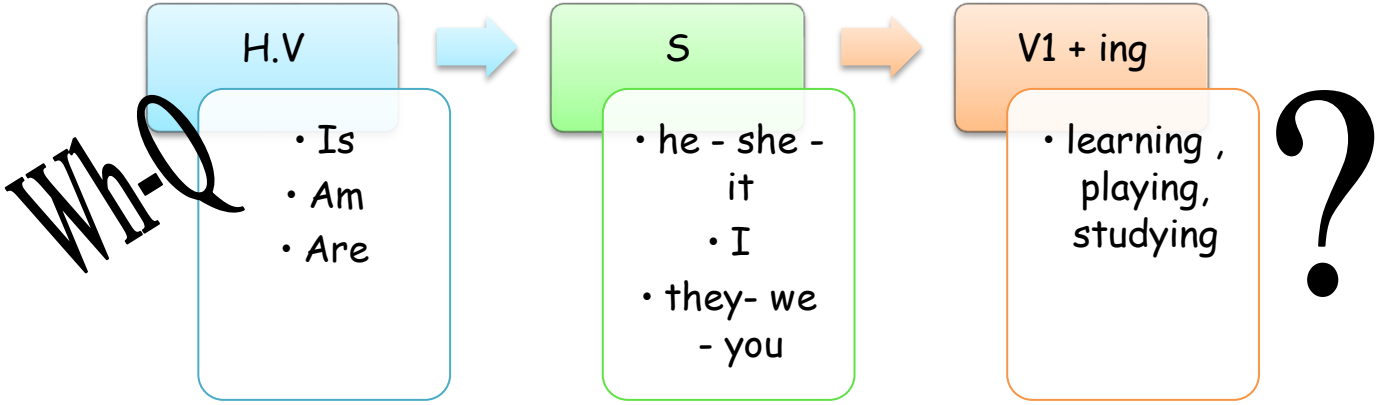 Wh-Q
H.V
• Is
• Am
• Are
S
• he - she -
it
• I
• they- we
- you
V1 + ing
• learning ,
playing,
studying
?